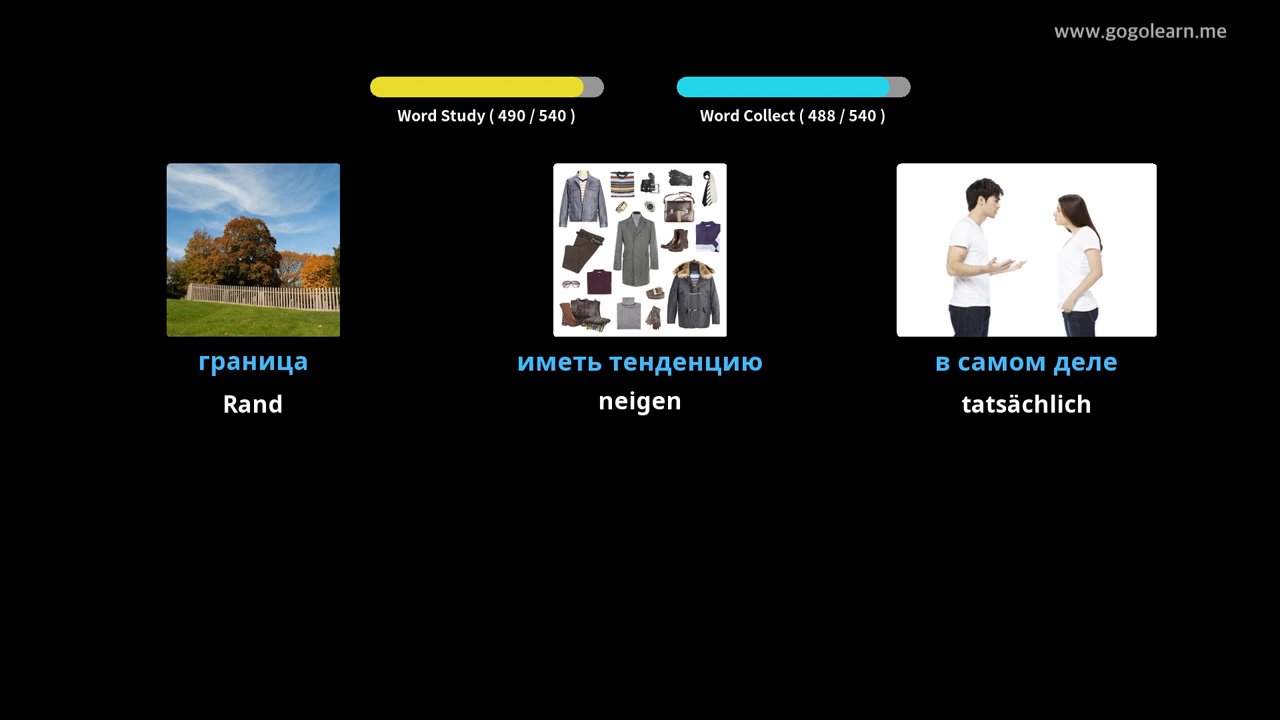 www.gogolearn.me
Word Study ( 490 / 540 )
Word Collect ( 488 / 540 )
граница
иметь тенденцию
в самом деле
Rand
neigen
tatsächlich